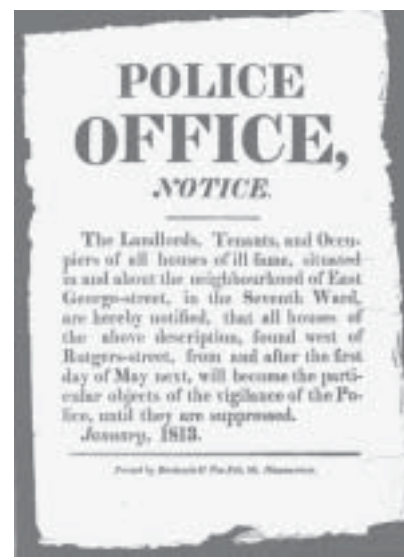 POLICE
OFFICE,
NOTICE.
The Landlords, Tenants, and Occu-
piers of all houses of ill fame, situated
in and about the neighbourhood of East
George-street, in the Seventh Ward,
are hereby notified, that all houses of
the above description, found west of
Rutgers-street, from and after the first
day of May next, will become the parti-
cular objects of the vigilance of the Po-
lice, until they are suppressed.
January, 1813.
Printed by